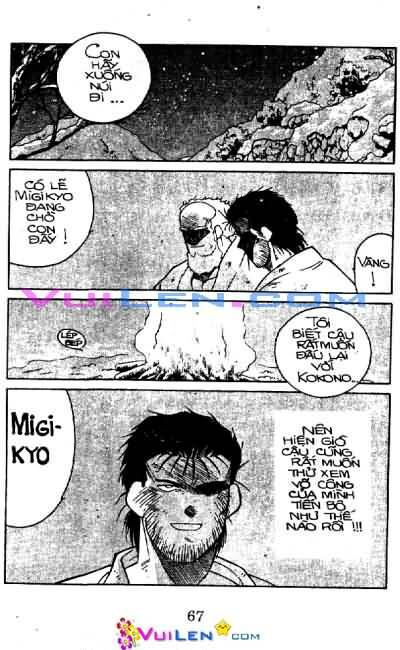 CON
HÃY
XUỐNG
NÚI
ĐI ...
CÓ LẼ
MIGIKYO
ĐANG
CHỜ
CON
ĐẤY !
VÂNG
!
VUILEN.COM
LÉP
BÉP
TÔI
BIẾT CẬU
RẤT MUỐN
ĐẤU LẠI
VỚI
KOKONO...
MIGI-
KYO
NÊN
HIỆN GIỜ
CẬU CŨNG
RẤT MUỐN
THỬ XEM
VÕ CÔNG
CỦA MÌNH
TIẾN BỘ
NHƯ THẾ
NÀO RỒI !!!
67
VUILEN.COM